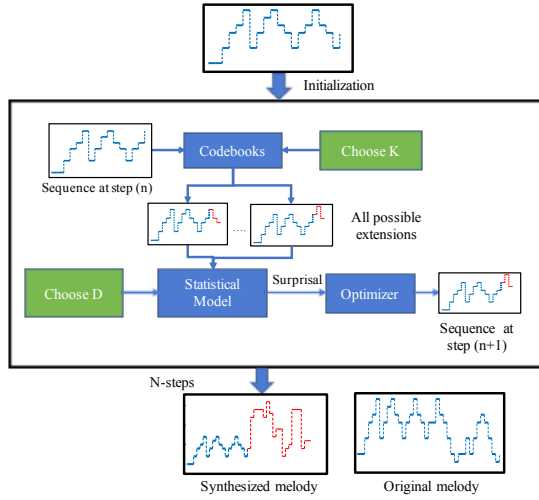 Initialization
Codebooks
Choose K
Sequence at step (n)
All possible
extensions
....
Choose D
Statistical
Model
Surprisal
Optimizer
Sequence at
step (n+1)
N-steps
Synthesized melody
Original melody